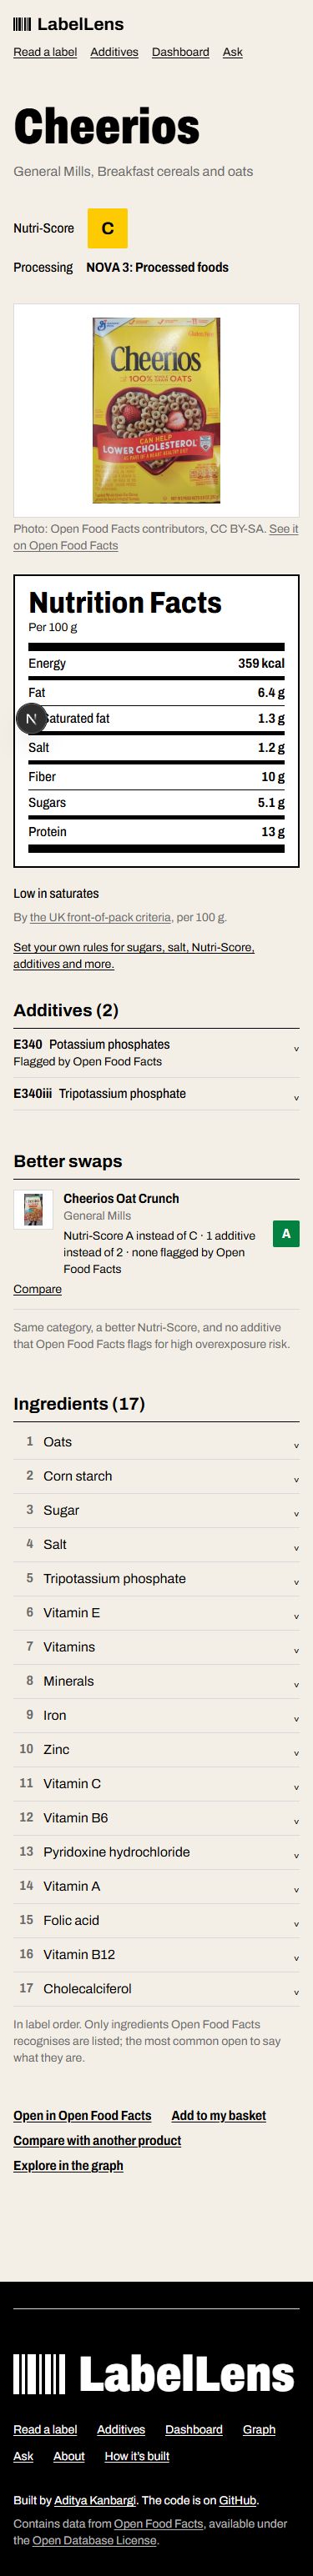 LabelLens
Read a label Additives Dashboard Ask
Cheerios
General Mills, Breakfast cereals and oats
Nutri-Score C
Processing NOVA 3: Processed foods
Cheerios
100% WHOLE GRAIN OATS
CAN HELP
LOWER CHOLESTEROL
AS PART OF A HEART HEALTHY DIET
Photo: Open Food Facts contributors, CC BY-SA. See it
on Open Food Facts
Nutrition Facts
Per 100 g
Energy 359 kcal
Fat 6.4 g
N Saturated fat 1.3 g
Salt 1.2 g
Fiber 10 g
Sugars 5.1 g
Protein 13 g
Low in saturates
By the UK front-of-pack criteria, per 100 g.
Set your own rules for sugars, salt, Nutri-Score,
additives and more.
Additives (2)
E340 Potassium phosphates
Flagged by Open Food Facts
E340iii Tripotassium phosphate
Better swaps
Cheerios Oat Crunch
General Mills
Nutri-Score A instead of C · 1 additive
instead of 2 · none flagged by Open
Food Facts
A
Compare
Same category, a better Nutri-Score, and no additive
that Open Food Facts flags for high overexposure risk.
Ingredients (17)
1 Oats
2 Corn starch
3 Sugar
4 Salt
5 Tripotassium phosphate
6 Vitamin E
7 Vitamins
8 Minerals
9 Iron
10 Zinc
11 Vitamin C
12 Vitamin B6
13 Pyridoxine hydrochloride
14 Vitamin A
15 Folic acid
16 Vitamin B12
17 Cholecalciferol
In label order. Only ingredients Open Food Facts
recognises are listed; the most common open to say
what they are.
Open in Open Food Facts Add to my basket
Compare with another product
Explore in the graph
LabelLens
Read a label Additives Dashboard Graph
Ask About How it's built
Built by Aditya Kanbargi. The code is on GitHub.
Contains data from Open Food Facts, available under
the Open Database License.